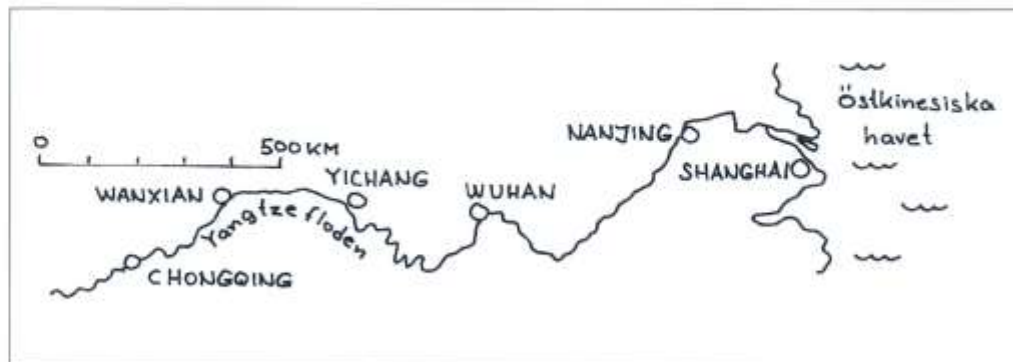 Östkinesiska
havet
NANJING
0
500 KM
SHANGHAI
YICHANG
WANXIAN
WUHAN
Yangtze floden
CHONGQING